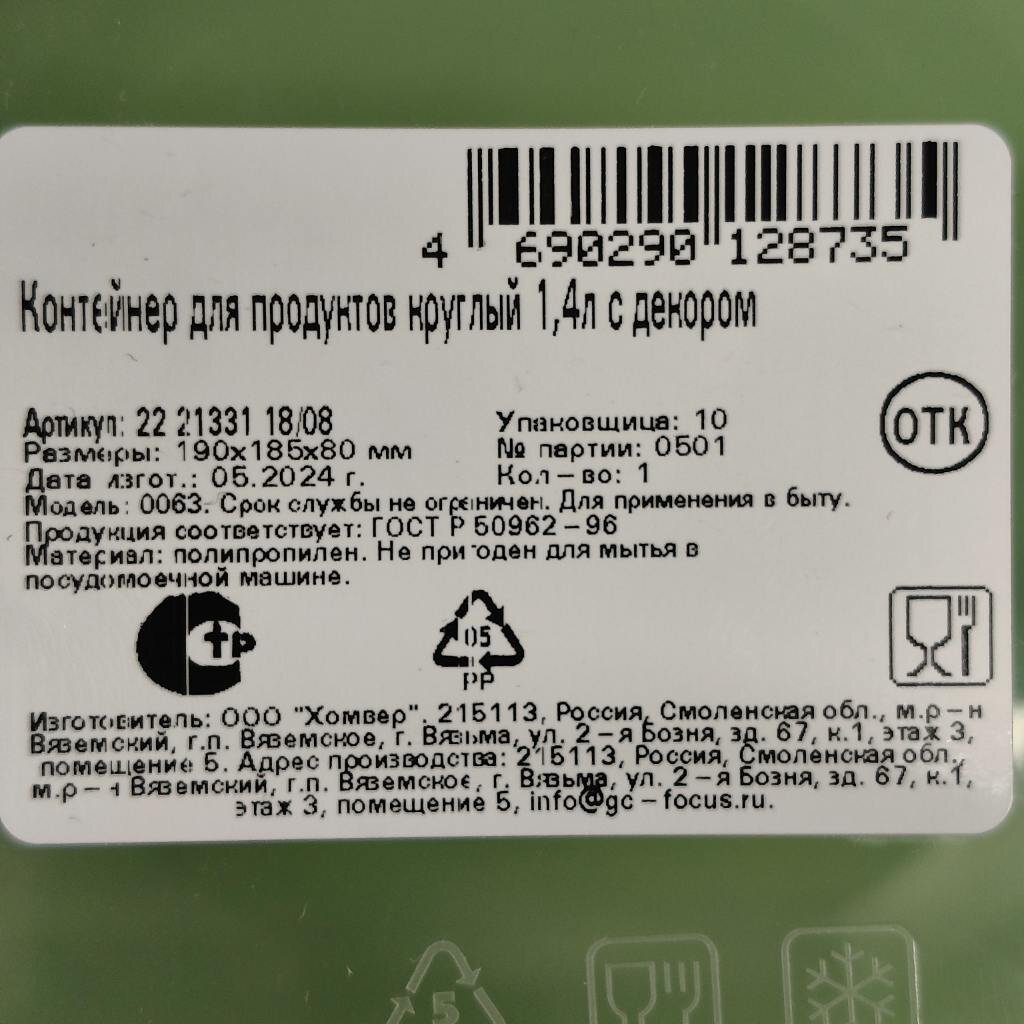 4 690290 128735
Контейнер для продуктов круглый 1,4л с декором
Артикул: 22 21331 18/08
Размеры: 190х185х80 мм
Дата изгот.: 05.2024 г.
Упаковщица: 10
№ партии: 0501
Кол-во: 1
ОТК
Модель: 0063. Срок службы не ограничен. Для применения в быту.
Продукция соответствует: ГОСТ Р 50962-96
Материал: полипропилен. Не пригоден для мытья в
посудомоечной машине.
тр
05
PP
Изготовитель: ООО "Хомвер". 215113, Россия, Смоленская обл., м.р-н
Вяземский, г.п. Вяземское, г. Вязьма, ул. 2-я Бозня, зд. 67, к.1, этаж 3,
помещение 5. Адрес производства: 215113, Россия, Смоленская обл.,
м.р-н Вяземский, г.п. Вяземское, г. Вязьма, ул. 2-я Бозня, зд. 67, к.1,
этаж 3, помещение 5, info@gc-focus.ru.
5